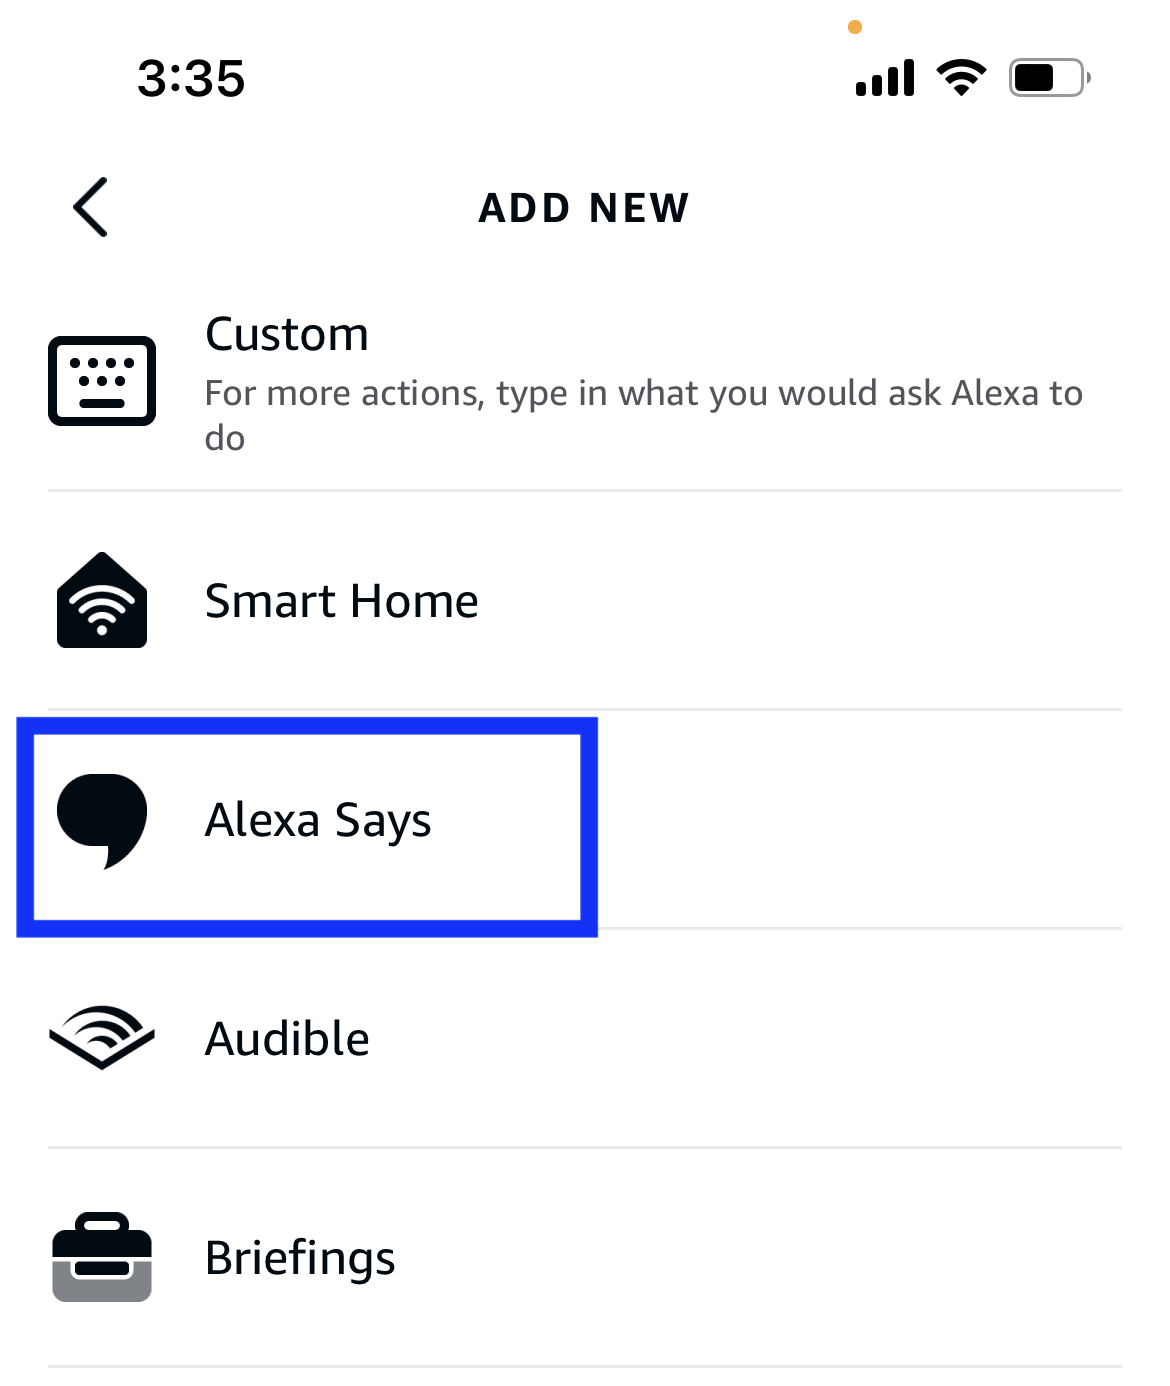 3:35
ADD NEW
Custom
For more actions, type in what you would ask Alexa to
do
Smart Home
Alexa Says
Audible
Briefings